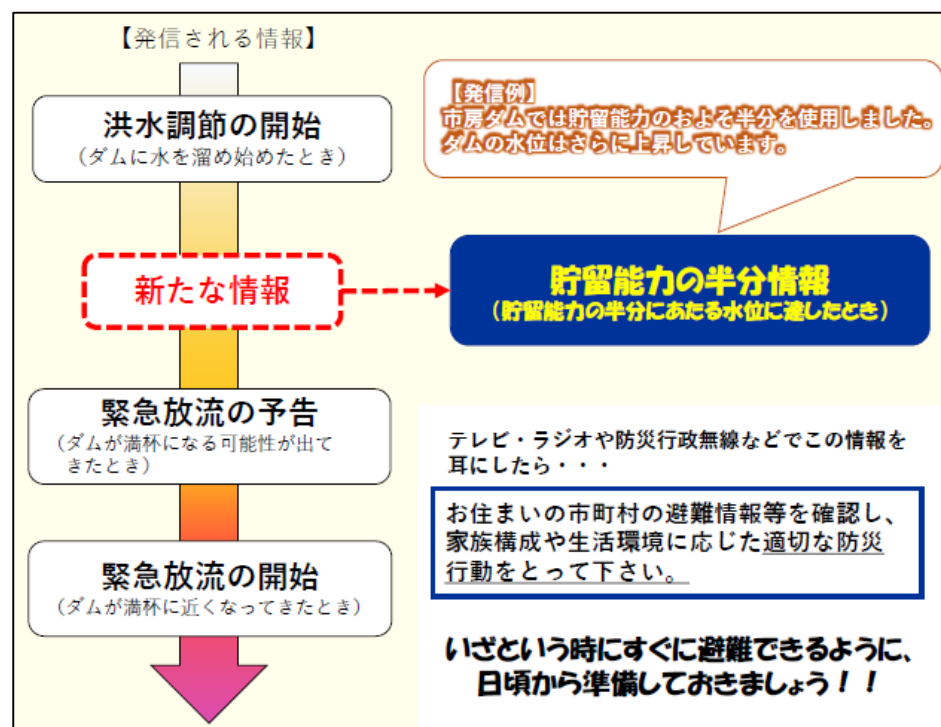 【発信される情報】
洪水調節の開始
（ダムに水を溜め始めたとき）
【発信例】
市房ダムでは貯留能力のおよそ半分を使用しました。
ダムの水位はさらに上昇しています。
新たな情報
貯留能力の半分情報
（貯留能力の半分にあたる水位に達したとき）
緊急放流の予告
（ダムが満杯になる可能性が出て
きたとき）
緊急放流の開始
（ダムが満杯に近くなってきたとき）
テレビ・ラジオや防災行政無線などでこの情報を
耳にしたら・・・
お住まいの市町村の避難情報等を確認し、
家族構成や生活環境に応じた適切な防災
行動をとって下さい。
いざという時にすぐに避難できるように、
日頃から準備しておきましょう！！